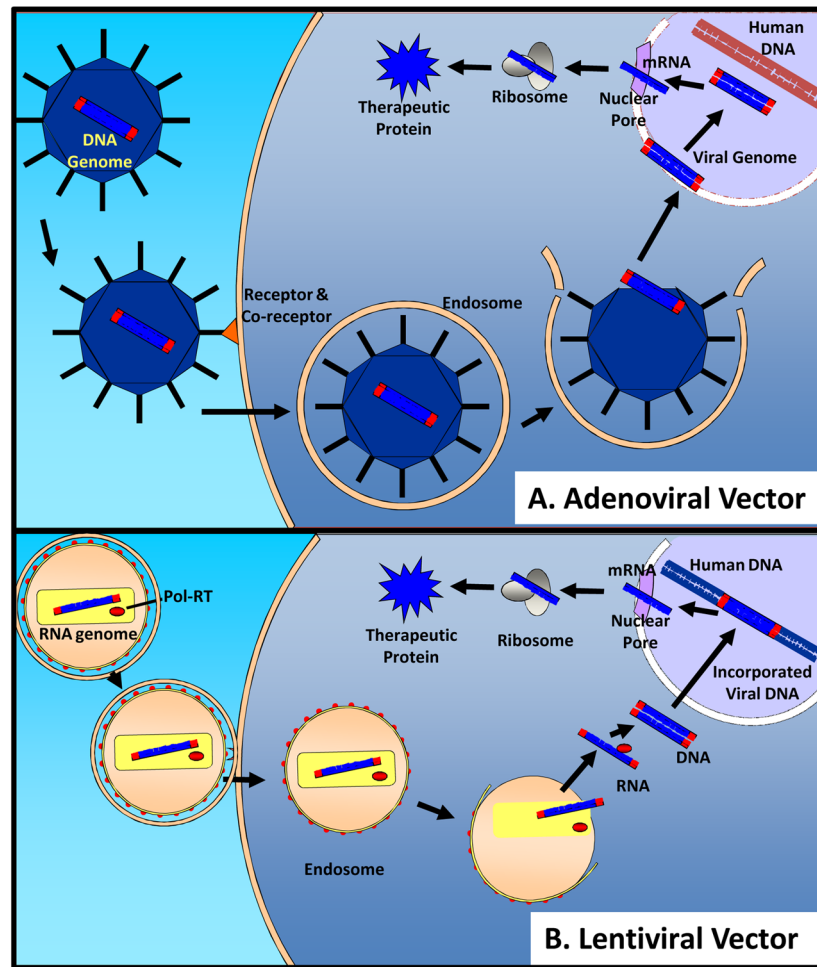 Human
DNA
mRNA
Ribosome
Nuclear
Pore
Therapeutic
Protein
DNA
Genome
Viral Genome
Receptor &
Co-receptor
Endosome
A. Adenoviral Vector
mRNA
Human DNA
Pol-RT
RNA genome
Nuclear
Pore
Therapeutic
Protein
Ribosome
Incorporated
Viral DNA
DNA
RNA
Endosome
B. Lentiviral Vector